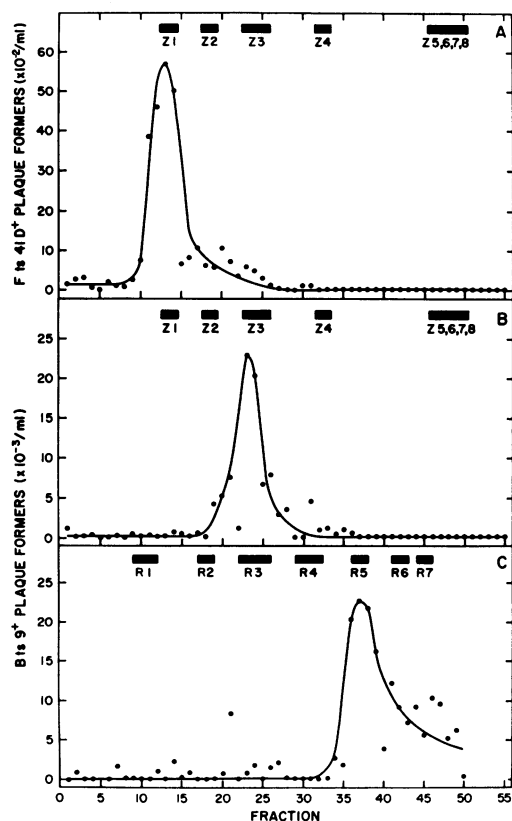 F ts 41 D+ PLAQUE FORMERS (x10-2/ml)
60
50
40
30
20
10
0
Z1 Z2 Z3 Z4 Z5,6,7,8
A
B ts 9+ PLAQUE FORMERS (x10-3/ml)
25
20
15
10
5
0
Z1 Z2 Z3 Z4 Z5,6,7,8
B
25
20
15
10
5
0
R1 R2 R3 R4 R5 R6 R7
C
0 5 10 15 20 25 30 35 40 45 50 55
FRACTION